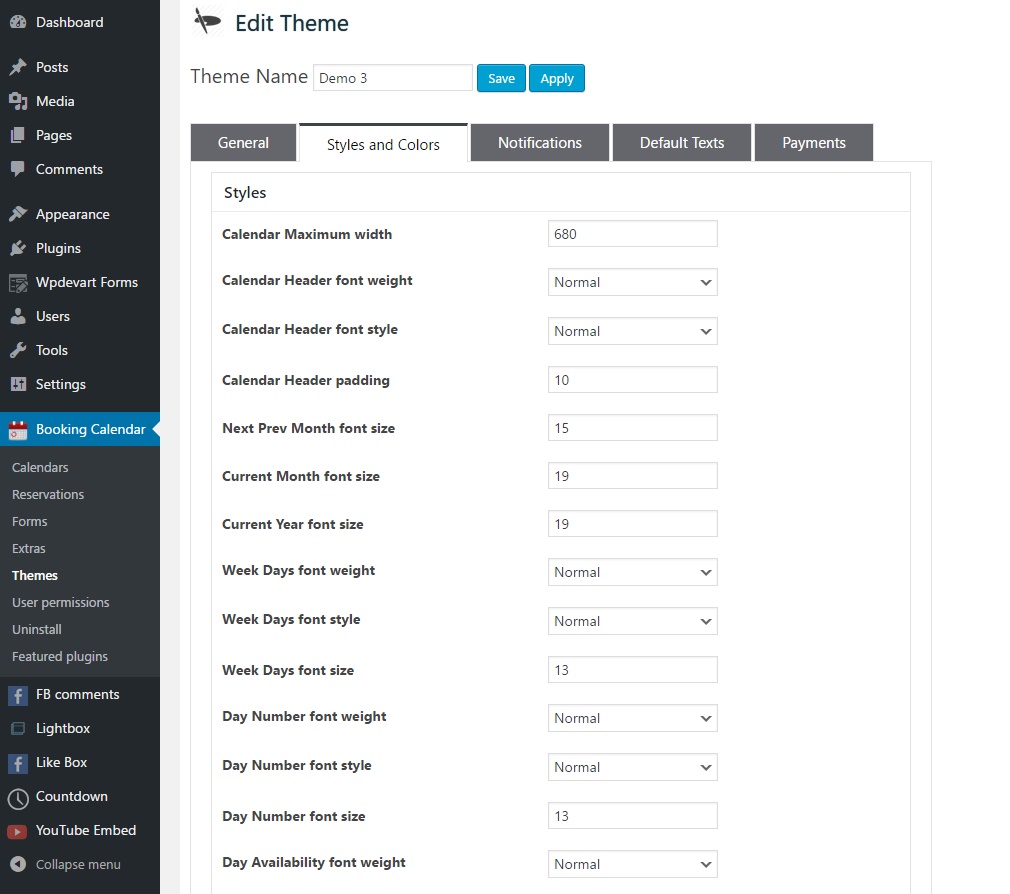 Dashboard
Posts
Media
Pages
Comments
Appearance
Plugins
Wpdevart Forms
Users
Tools
Settings
Booking Calendar
Calendars
Reservations
Forms
Extras
Themes
User permissions
Uninstall
Featured plugins
FB comments
Lightbox
Like Box
Countdown
YouTube Embed
Collapse menu
Edit Theme
Theme Name Demo 3 Save Apply
General Styles and Colors Notifications Default Texts Payments
Styles
Calendar Maximum width 680
Calendar Header font weight Normal
Calendar Header font style Normal
Calendar Header padding 10
Next Prev Month font size 15
Current Month font size 19
Current Year font size 19
Week Days font weight Normal
Week Days font style Normal
Week Days font size 13
Day Number font weight Normal
Day Number font style Normal
Day Number font size 13
Day Availability font weight Normal